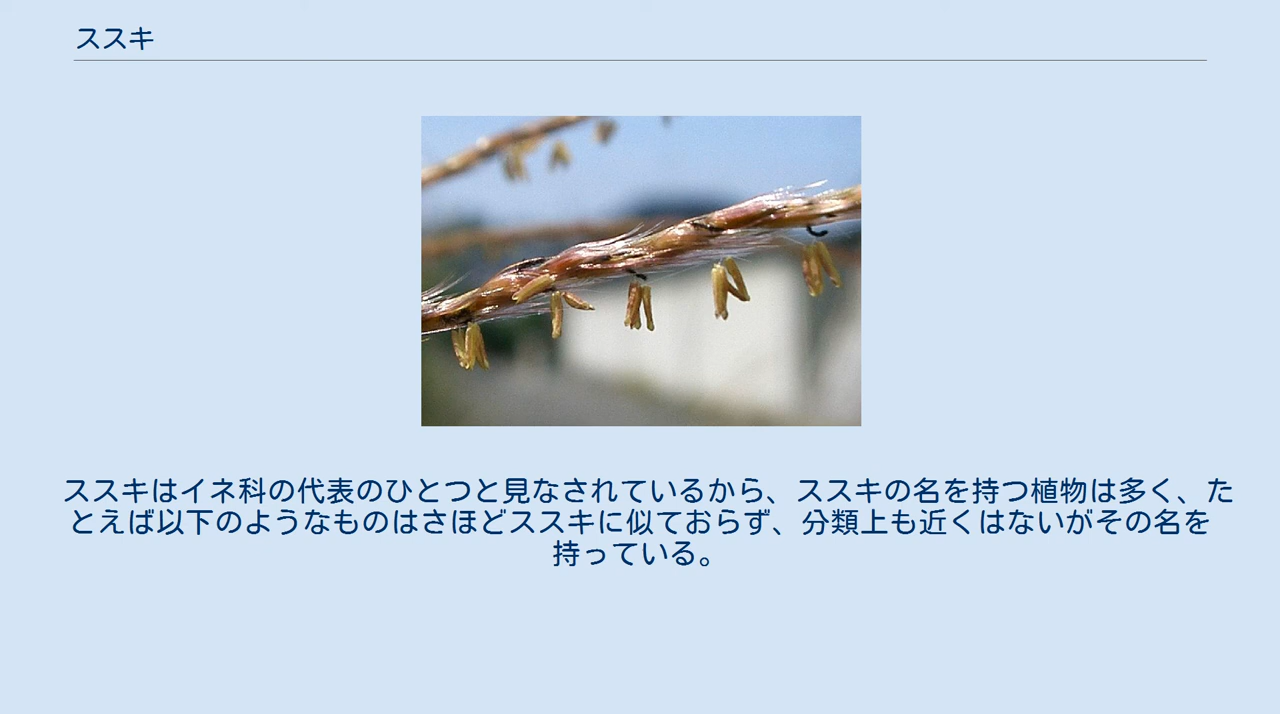 ススキ
ススキはイネ科の代表のひとつと見なされているから、ススキの名を持つ植物は多く、た
とえば以下のようなものはさほどススキに似ておらず、分類上も近くはないがその名を
持っている。